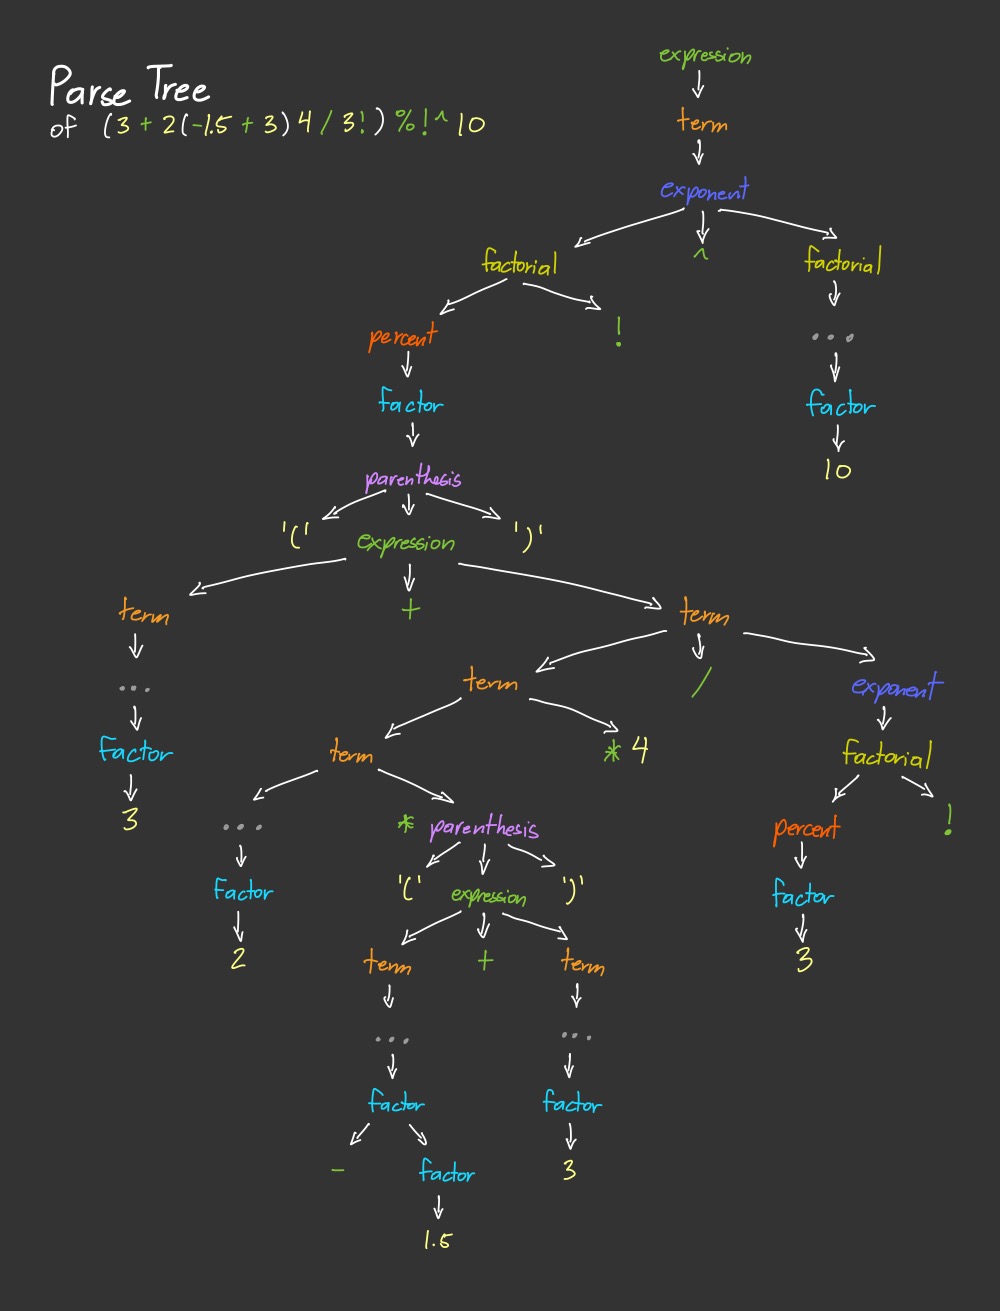 expression
Parse Tree
of (3 + 2(-1.5 + 3) 4 / 3!) %!^10
term
exponent
factorial ^ factorial
percent ! ...
factor factor
10
parenthesis
'(' expression ')'
term + term
... term / exponent
Factor term * 4 factorial
3 ... * parenthesis percent !
Factor '(' expression ')' factor
2 term + term 3
... ...
factor factor
- factor 3
1.5